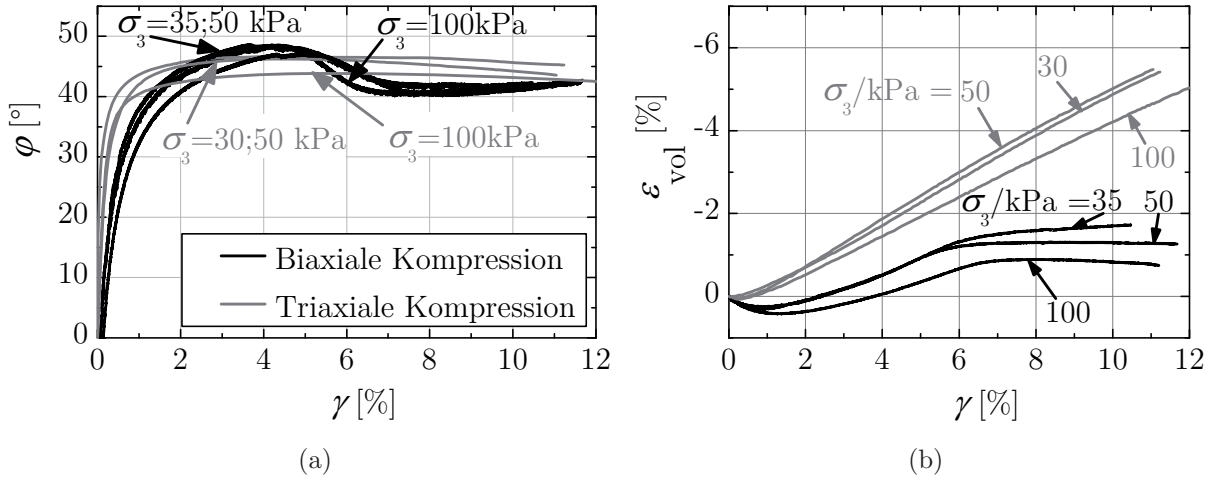 σ₃=35;50 kPa
σ₃=100kPa
σ₃=30;50 kPa
σ₃=100kPa
50
40
30
20
10
0
φ [°]
Biaxiale Kompression
Triaxiale Kompression
0 2 4 6 8 10 12
γ [%]
(a)
-6
-4
-2
0
ε_vol [%]
σ₃/kPa = 50
30
100
σ₃/kPa =35
50
100
0 2 4 6 8 10 12
γ [%]
(b)